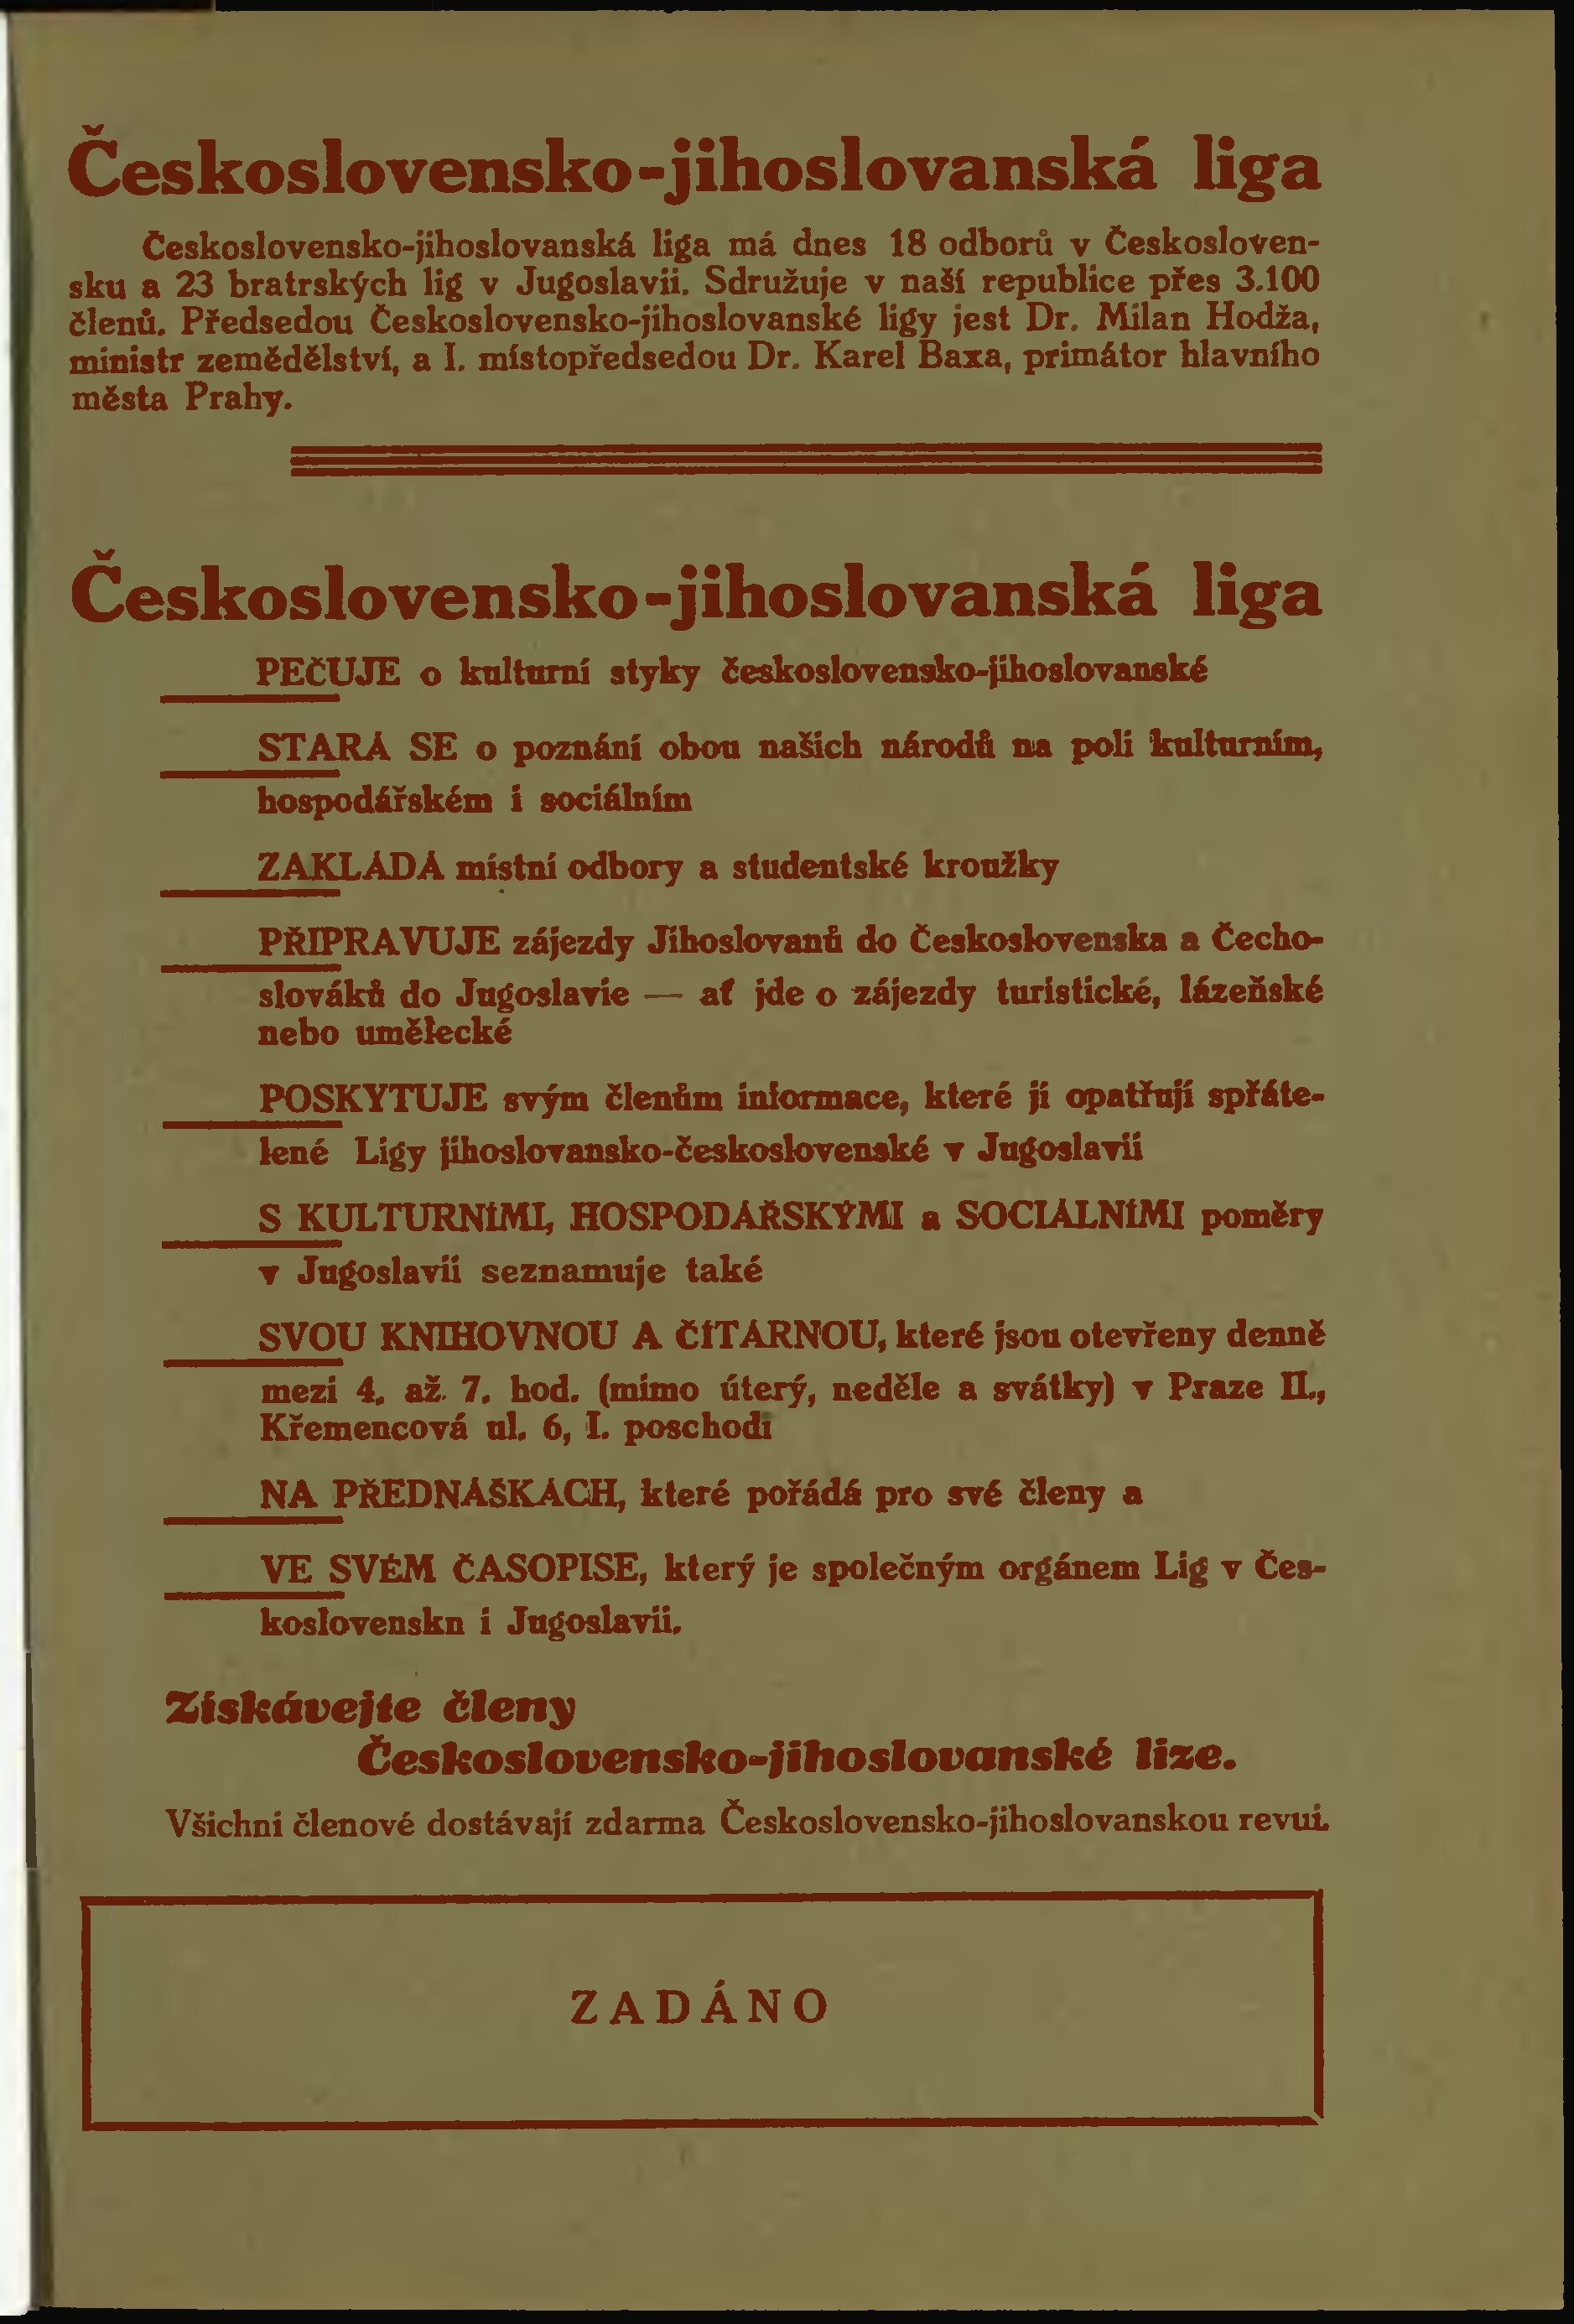 Československo-jihoslovanská liga
Československo-jihoslovanská liga má dnes 18 odborů v Českosloven-
sku a 23 bratrských lig v Jugoslavii. Sdružuje v naší republice přes 3.100
členů. Předsedou Československo-jihoslovanské ligy jest Dr. Milan Hodža,
ministr zemědělství, a I. místopředsedou Dr. Karel Baxa, primátor hlavního
města Prahy.
Československo-jihoslovanská liga
PEČUJE o kulturní styky československo-jihoslovanské
STARÁ SE o poznání obou našich národů na poli kulturním,
hospodářském i sociálním
ZAKLÁDÁ místní odbory a studentské kroužky
PŘIPRAVUJE zájezdy Jihoslovanů do Československa a Čecho-
slováků do Jugoslavie — ať jde o zájezdy turistické, lázeňské
nebo umělecké
POSKYTUJE svým členům informace, které jí opatřují spřáte-
lené Ligy jihoslovansko-československé v Jugoslavii
S KULTURNÍMI, HOSPODÁŘSKÝMI a SOCIÁLNÍMI poměry
v Jugoslavii seznamuje také
SVOU KNIHOVNOU A ČÍTÁRNOU, které jsou otevřeny denně
mezi 4. až 7. hod. (mimo úterý, neděle a svátky) v Praze II.,
Křemencová ul. 6, I. poschodí
NA PŘEDNÁŠKÁCH, které pořádá pro své členy a
VE SVÉM ČASOPISE, který je společným orgánem Lig v Čes-
koslovenskn i Jugoslavii.
Získávejte členy
Československo-jihoslovanské lize.
Všichni členové dostávají zdarma Československo-jihoslovanskou revui.
ZADÁNO